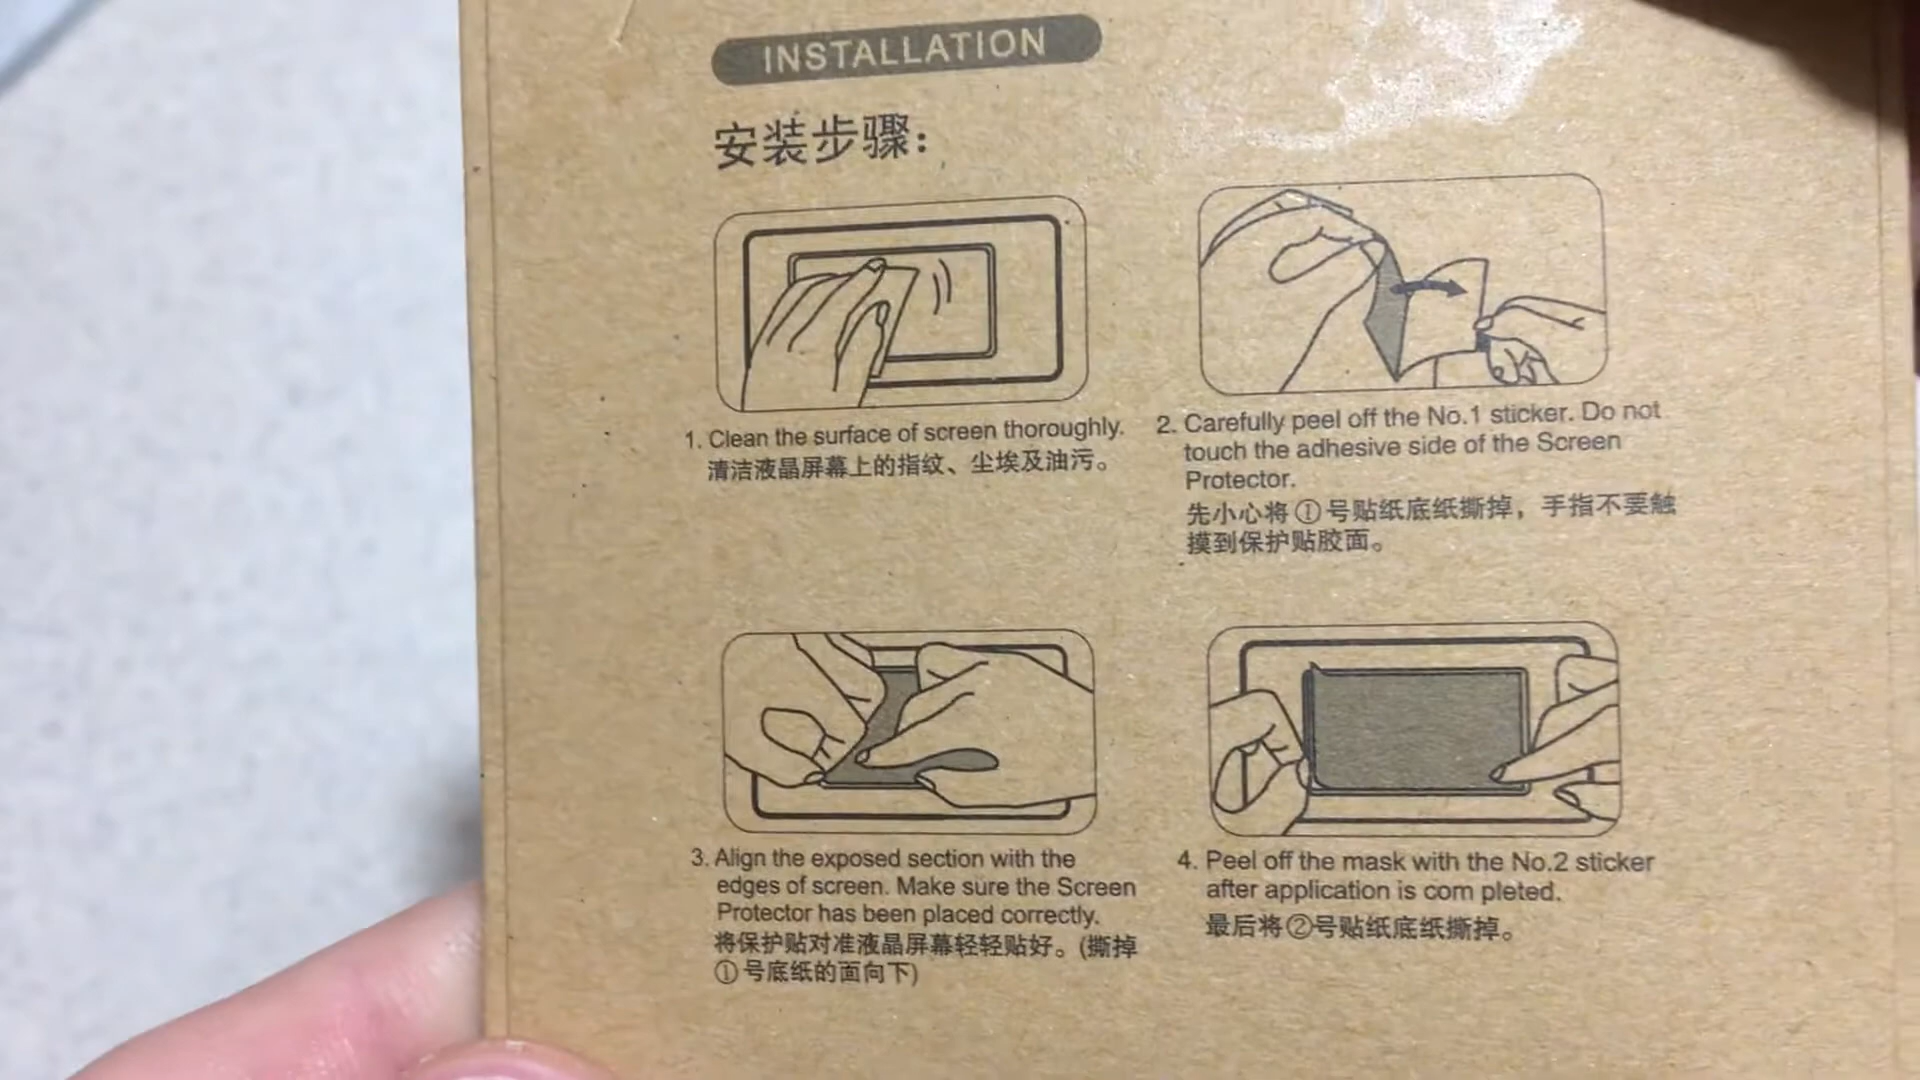 INSTALLATION
安装步骤:
1. Clean the surface of screen thoroughly.
清洁液晶屏幕上的指纹、尘埃及油污。
2. Carefully peel off the No.1 sticker. Do not
touch the adhesive side of the Screen
Protector.
先小心将①号贴纸底纸撕掉，手指不要触
摸到保护贴胶面。
3. Align the exposed section with the
edges of screen. Make sure the Screen
Protector has been placed correctly.
将保护贴对准液晶屏幕轻轻贴好。(撕掉
①号底纸的面向下)
4. Peel off the mask with the No.2 sticker
after application is com pleted.
最后将②号贴纸底纸撕掉。